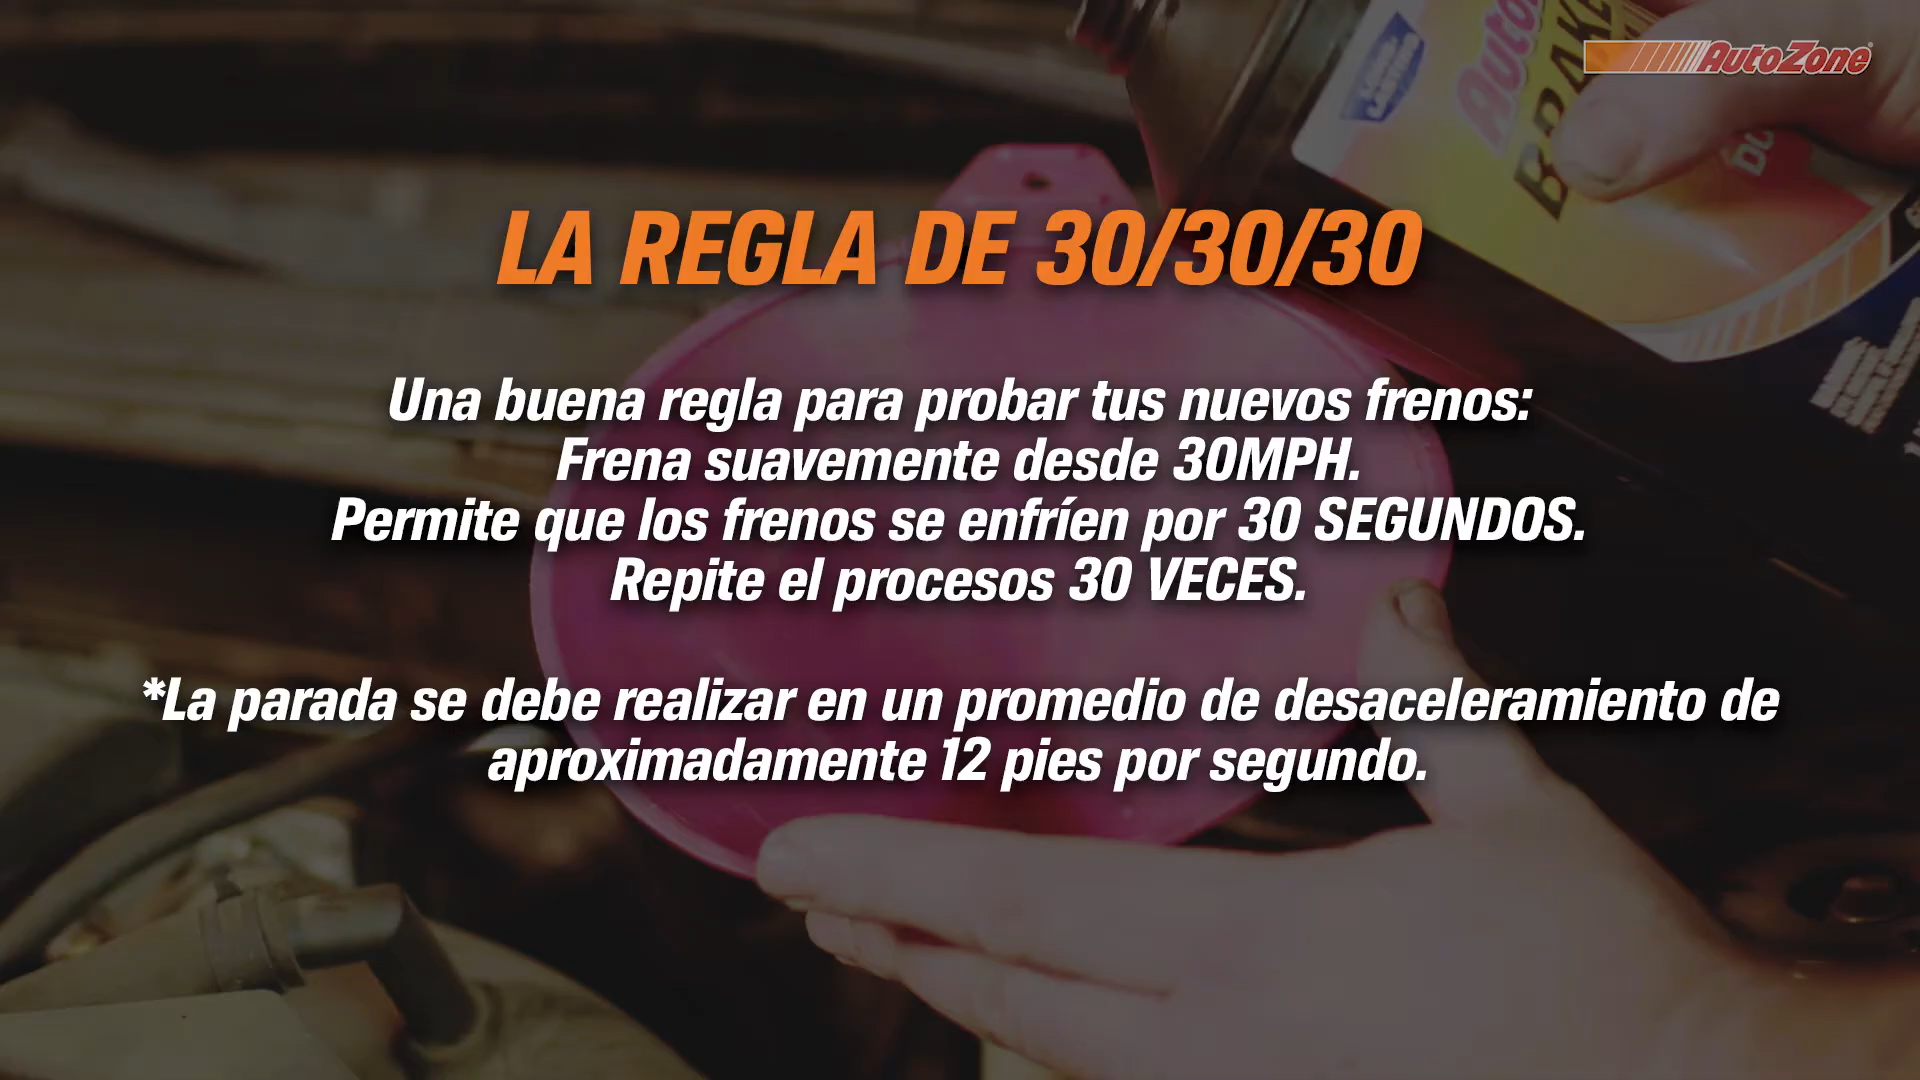 AutoZone
LONG LASTING
LA REGLA DE 30/30/30
Una buena regla para probar tus nuevos frenos:
Frena suavemente desde 30MPH.
Permite que los frenos se enfríen por 30 SEGUNDOS.
Repite el procesos 30 VECES.
*La parada se debe realizar en un promedio de desaceleramiento de
aproximadamente 12 pies por segundo.